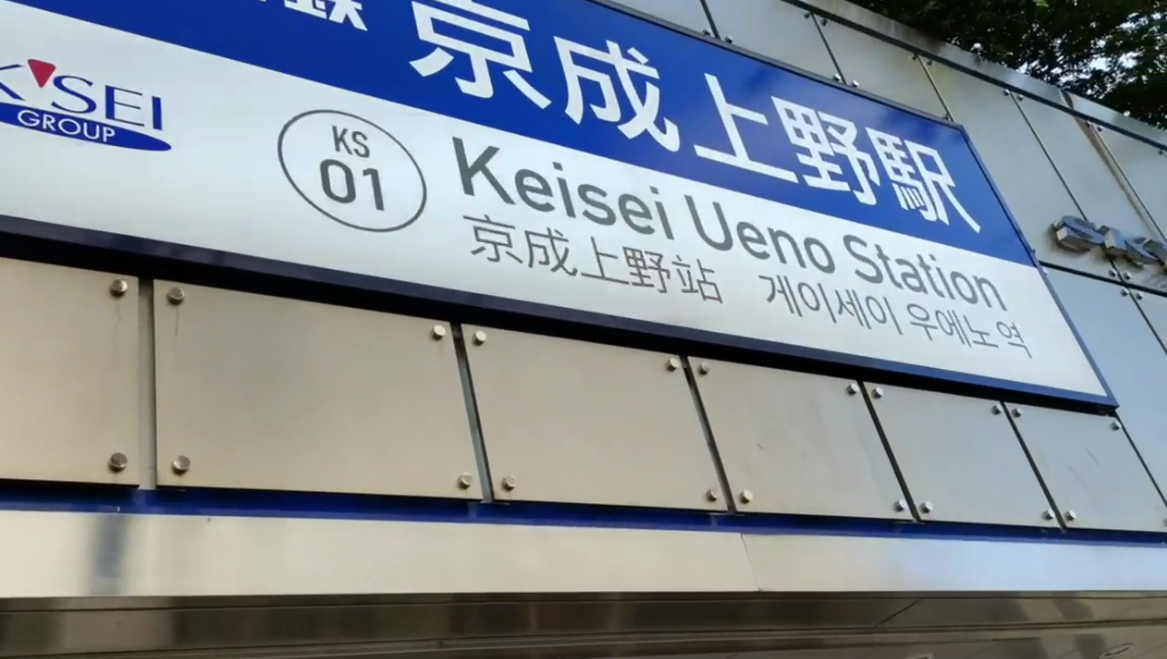 京成上野駅
KEISEI
GROUP
KS
01
Keisei Ueno Station
京成上野站 게이세이 우에노역